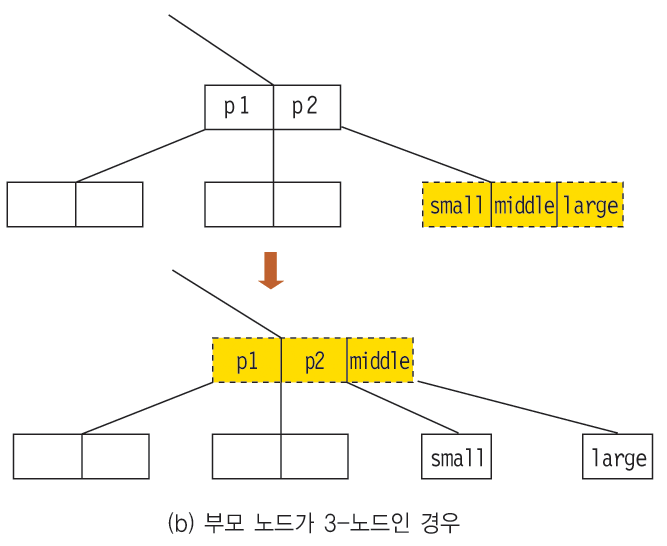 p1 p2
small middle large
p1 p2 middle
small large
(b) 부모 노드가 3-노드인 경우